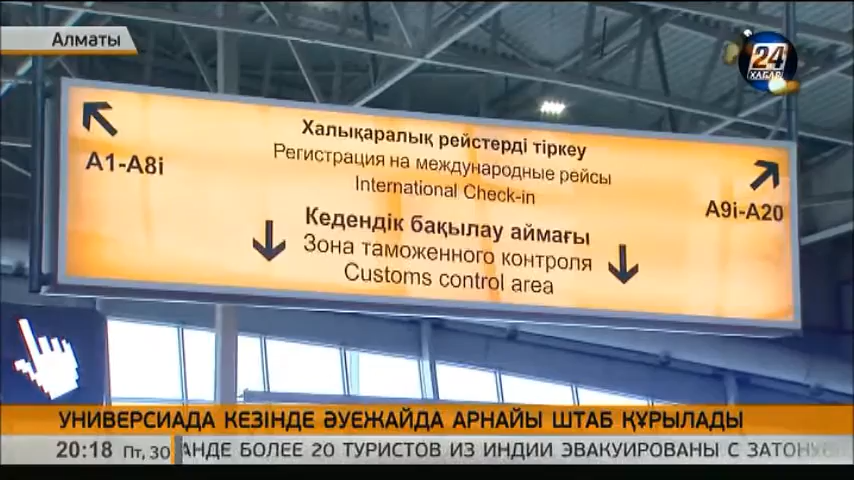 Алматы
24
ХАБАР
A1-A8i
Халықаралық рейстерді тіркеу
Регистрация на международные рейсы
International Check-in
A9i-A20
Кедендік бақылау аймағы
Зона таможенного контроля
Customs control area
УНИВЕРСИАДА КЕЗІНДЕ ӘУЕЖАЙДА АРНАЙЫ ШТАБ ҚҰРЫЛАДЫ
20:18 Пт, 30 АНДЕ БОЛЕЕ 20 ТУРИСТОВ ИЗ ИНДИИ ЭВАКУИРОВАНЫ С ЗАТОНУ